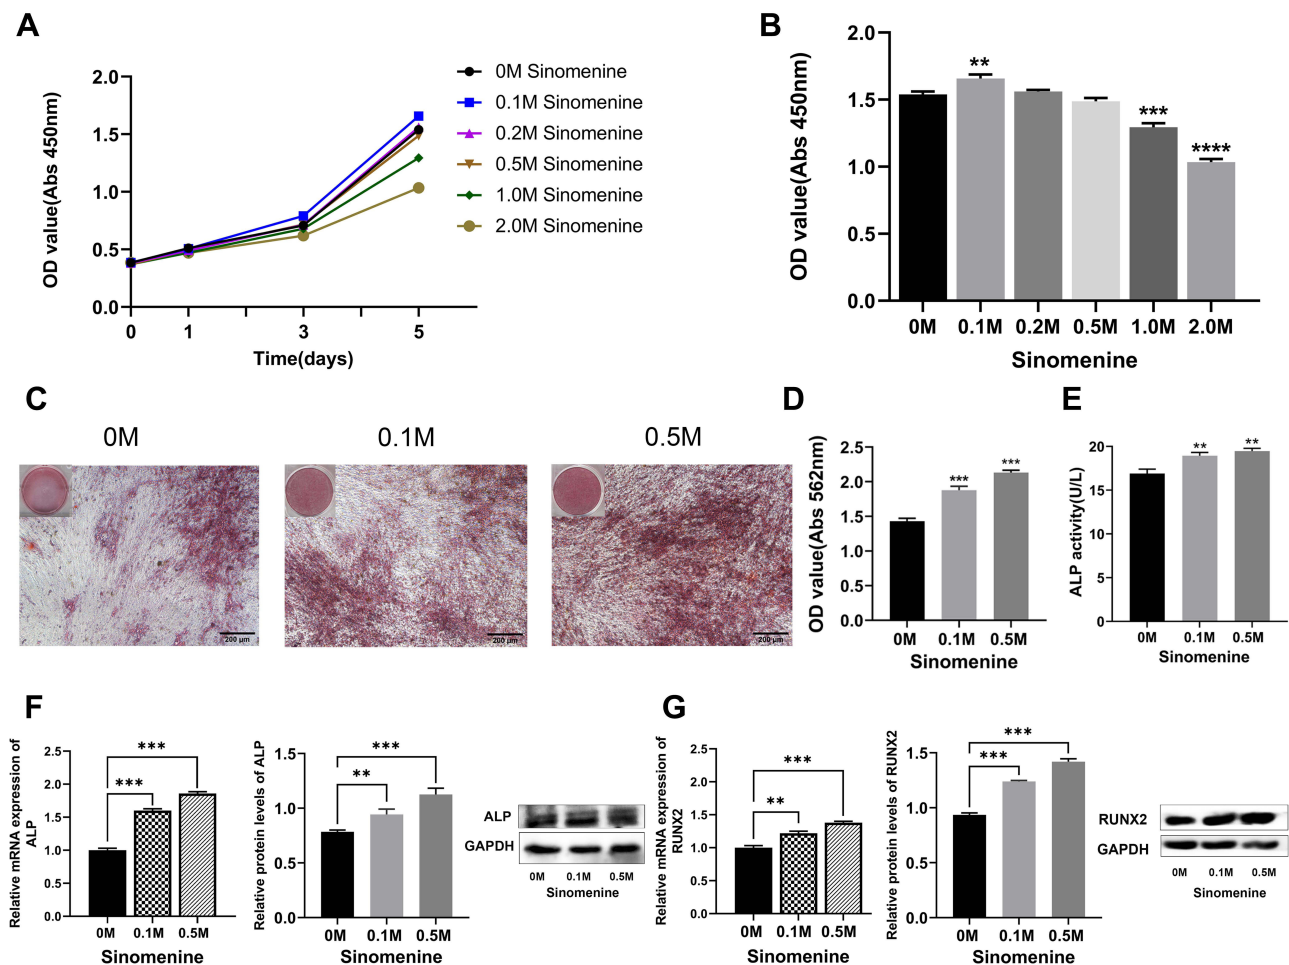 A
OD value(Abs 450nm)
2.0
1.5
1.0
0.5
0.0
0 1 3 5
Time(days)
0M Sinomenine
0.1M Sinomenine
0.2M Sinomenine
0.5M Sinomenine
1.0M Sinomenine
2.0M Sinomenine
B
OD value(Abs 450nm)
2.0
1.5
1.0
0.5
0.0
**
***
****
0M 0.1M 0.2M 0.5M 1.0M 2.0M
Sinomenine
C
0M 0.1M 0.5M
200 μm 200 μm 200 μm
D
OD value(Abs 562nm)
2.5
2.0
1.5
1.0
0.5
0.0
***
***
0M 0.1M 0.5M
Sinomenine
E
ALP activity(U/L)
20
15
10
5
0
**
**
0M 0.1M 0.5M
Sinomenine
F
Relative mRNA expression of
ALP
2.5
2.0
1.5
1.0
0.5
0.0
***
***
0M 0.1M 0.5M
Sinomenine
Relative protein levels of ALP
1.5
1.0
0.5
0.0
***
**
0M 0.1M 0.5M
Sinomenine
ALP
GAPDH
0M 0.1M 0.5M
Sinomenine
G
Relative mRNA expression of
RUNX2
2.5
2.0
1.5
1.0
0.5
0.0
***
**
0M 0.1M 0.5M
Sinomenine
Relative protein levels of RUNX2
1.5
1.0
0.5
0.0
***
***
0M 0.1M 0.5M
Sinomenine
RUNX2
GAPDH
0M 0.1M 0.5M
Sinomenine